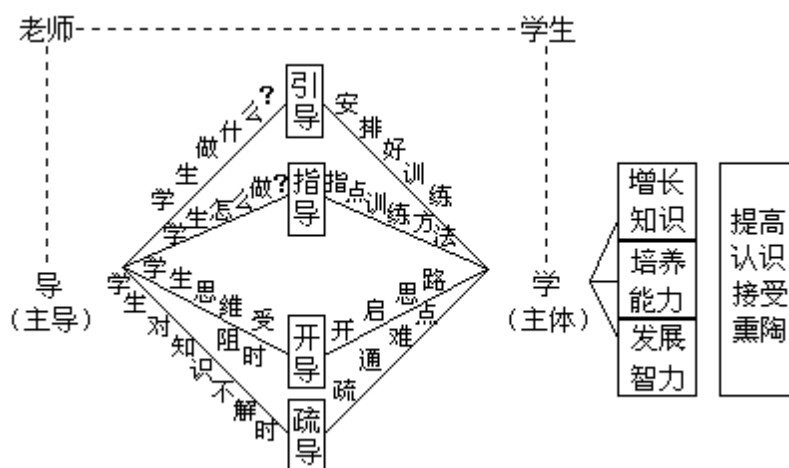 老师
学生
学生做什么？
引导
安排好训练
学生怎么做？
指导
指点训练方法
导
（主导）
学生思维受阻时
开导
开启思路
学生对知识不解时
疏导
疏通难点
学
（主体）
增长
知识
培养
能力
发展
智力
提高
认识
接受
熏陶